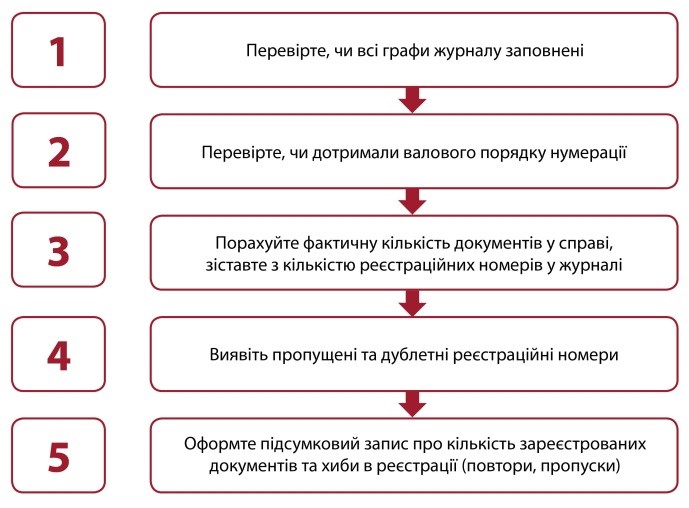 1
Перевірте, чи всі графи журналу заповнені
2
Перевірте, чи дотримали валового порядку нумерації
3
Порахуйте фактичну кількість документів у справі,
зіставте з кількістю реєстраційних номерів у журналі
4
Виявіть пропущені та дублетні реєстраційні номери
5
Оформте підсумковий запис про кількість зареєстрованих
документів та хиби в реєстрації (повтори, пропуски)